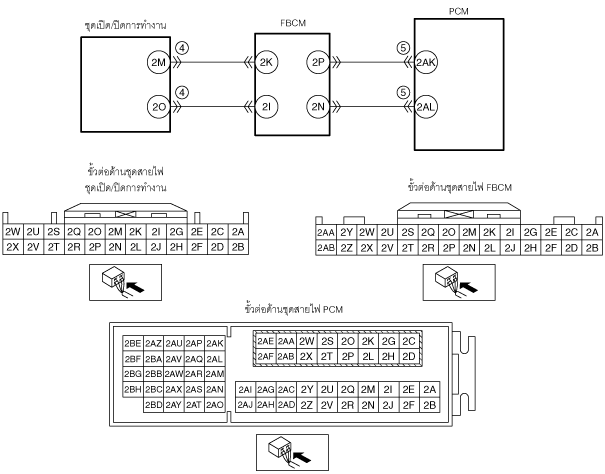 ชุดเปิด/ปิดการทำงาน FBCM PCM
2M 4 2K 2P 5 2AK
2O 4 2I 2N 5 2AL
ขั้วต่อด้านชุดสายไฟ
ชุดเปิด/ปิดการทำงาน
2W 2U 2S 2Q 2O 2M 2K 2I 2G 2E 2C 2A
2X 2V 2T 2R 2P 2N 2L 2J 2H 2F 2D 2B
ขั้วต่อด้านชุดสายไฟ FBCM
2AA 2Y 2W 2U 2S 2Q 2O 2M 2K 2I 2G 2E 2C 2A
2AB 2Z 2X 2V 2T 2R 2P 2N 2L 2J 2H 2F 2D 2B
ขั้วต่อด้านชุดสายไฟ PCM
2BE 2AZ 2AU 2AP 2AK
2BF 2BA 2AV 2AQ 2AL
2BG 2BB 2AW 2AR 2AM
2BH 2BC 2AX 2AS 2AN
2BD 2AY 2AT 2AO
2AE 2AA 2W 2S 2O 2K 2G 2C
2AF 2AB 2X 2T 2P 2L 2H 2D
2AI 2AG 2AC 2Y 2U 2Q 2M 2I 2E 2A
2AJ 2AH 2AD 2Z 2V 2R 2N 2J 2F 2B